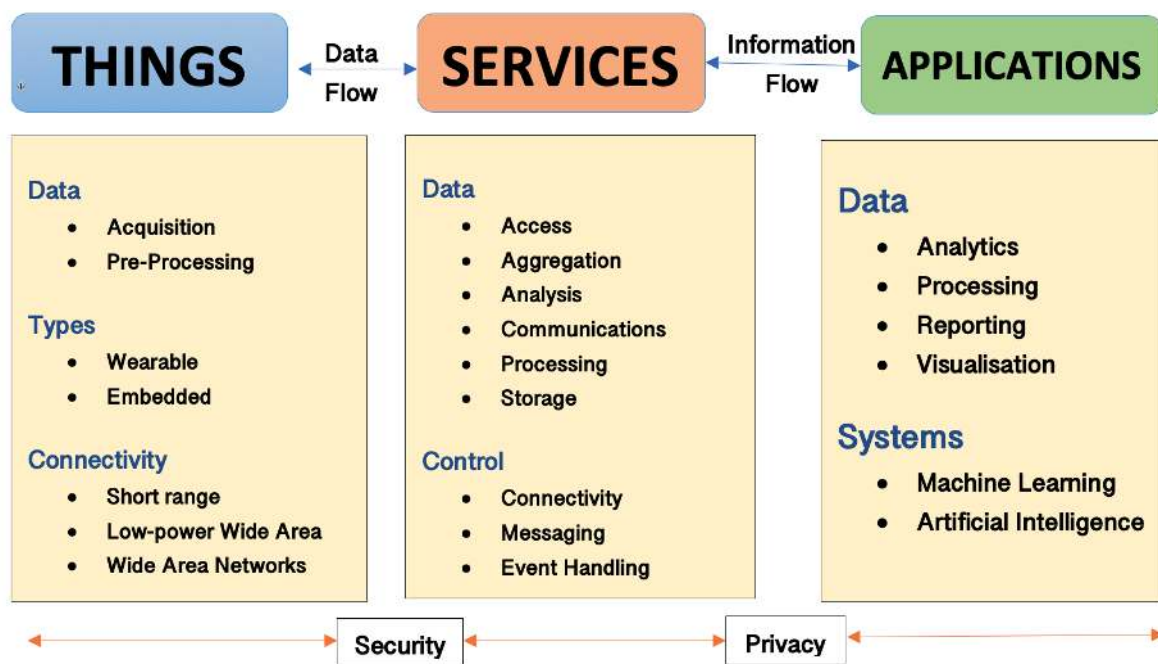 THINGS
Data
Flow
SERVICES
Information
Flow
APPLICATIONS
Data
• Acquisition
• Pre-Processing
Types
• Wearable
• Embedded
Connectivity
• Short range
• Low-power Wide Area
• Wide Area Networks
Data
• Access
• Aggregation
• Analysis
• Communications
• Processing
• Storage
Control
• Connectivity
• Messaging
• Event Handling
Data
• Analytics
• Processing
• Reporting
• Visualisation
Systems
• Machine Learning
• Artificial Intelligence
Security
Privacy